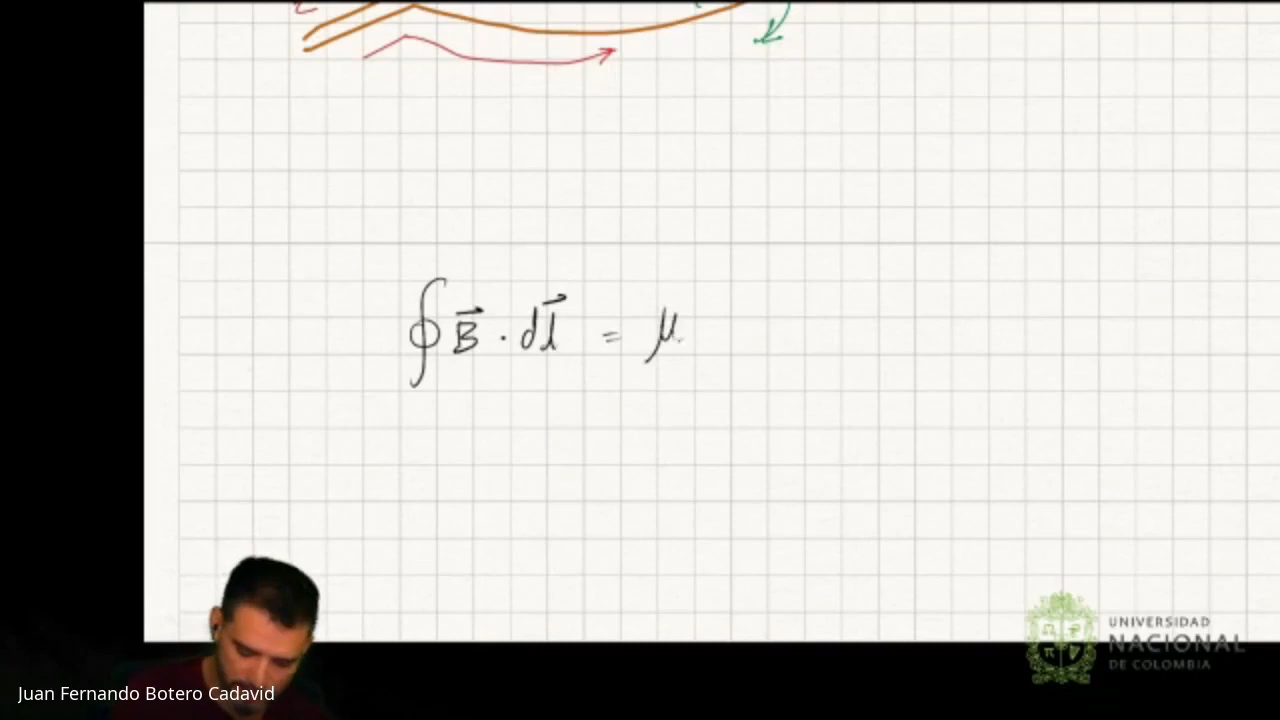 ∮ B⃗ · dl⃗ = μ
UNIVERSIDAD
NACIONAL
DE COLOMBIA
Juan Fernando Botero Cadavid